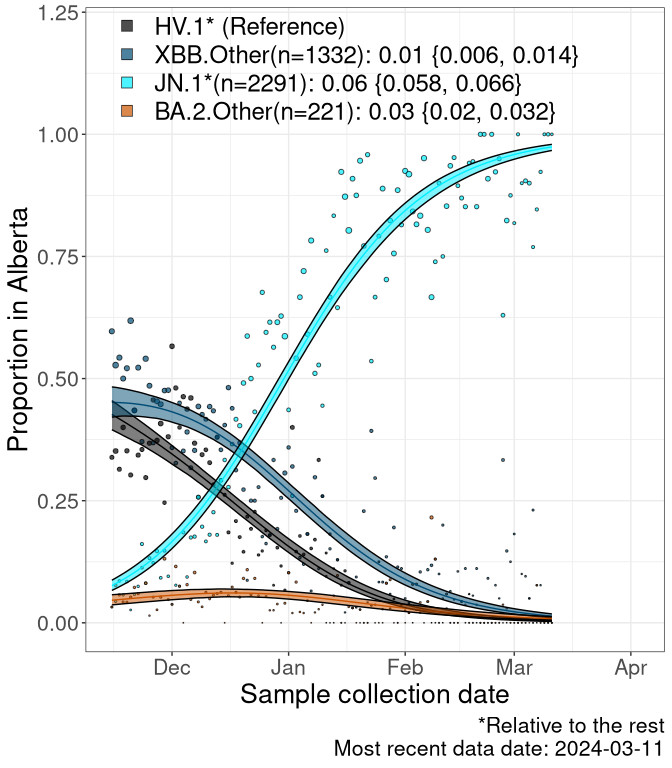 1.25
1.00
0.75
0.50
0.25
0.00
Proportion in Alberta
HV.1* (Reference)
XBB.Other(n=1332): 0.01 {0.006, 0.014}
JN.1*(n=2291): 0.06 {0.058, 0.066}
BA.2.Other(n=221): 0.03 {0.02, 0.032}
Dec Jan Feb Mar Apr
Sample collection date
*Relative to the rest
Most recent data date: 2024-03-11